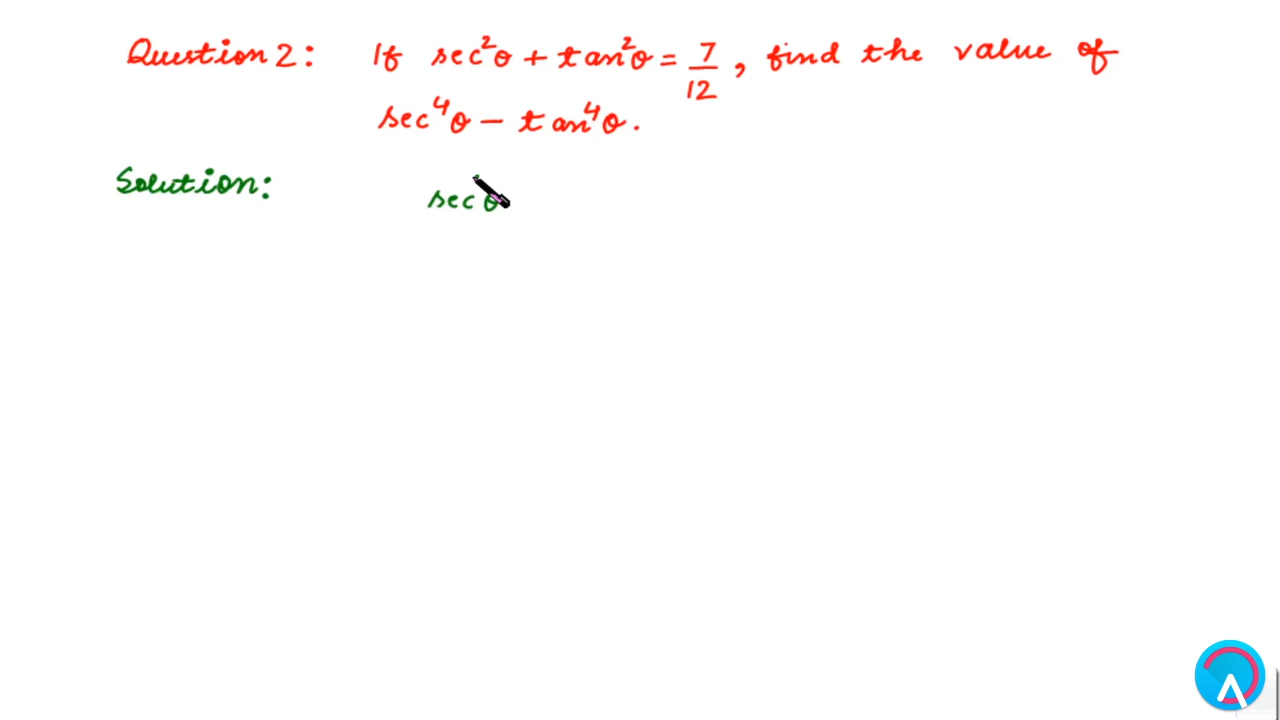 Question 2: If sec²θ + tan²θ = 7/12, find the value of
sec⁴θ − tan⁴θ.
Solution: secθ